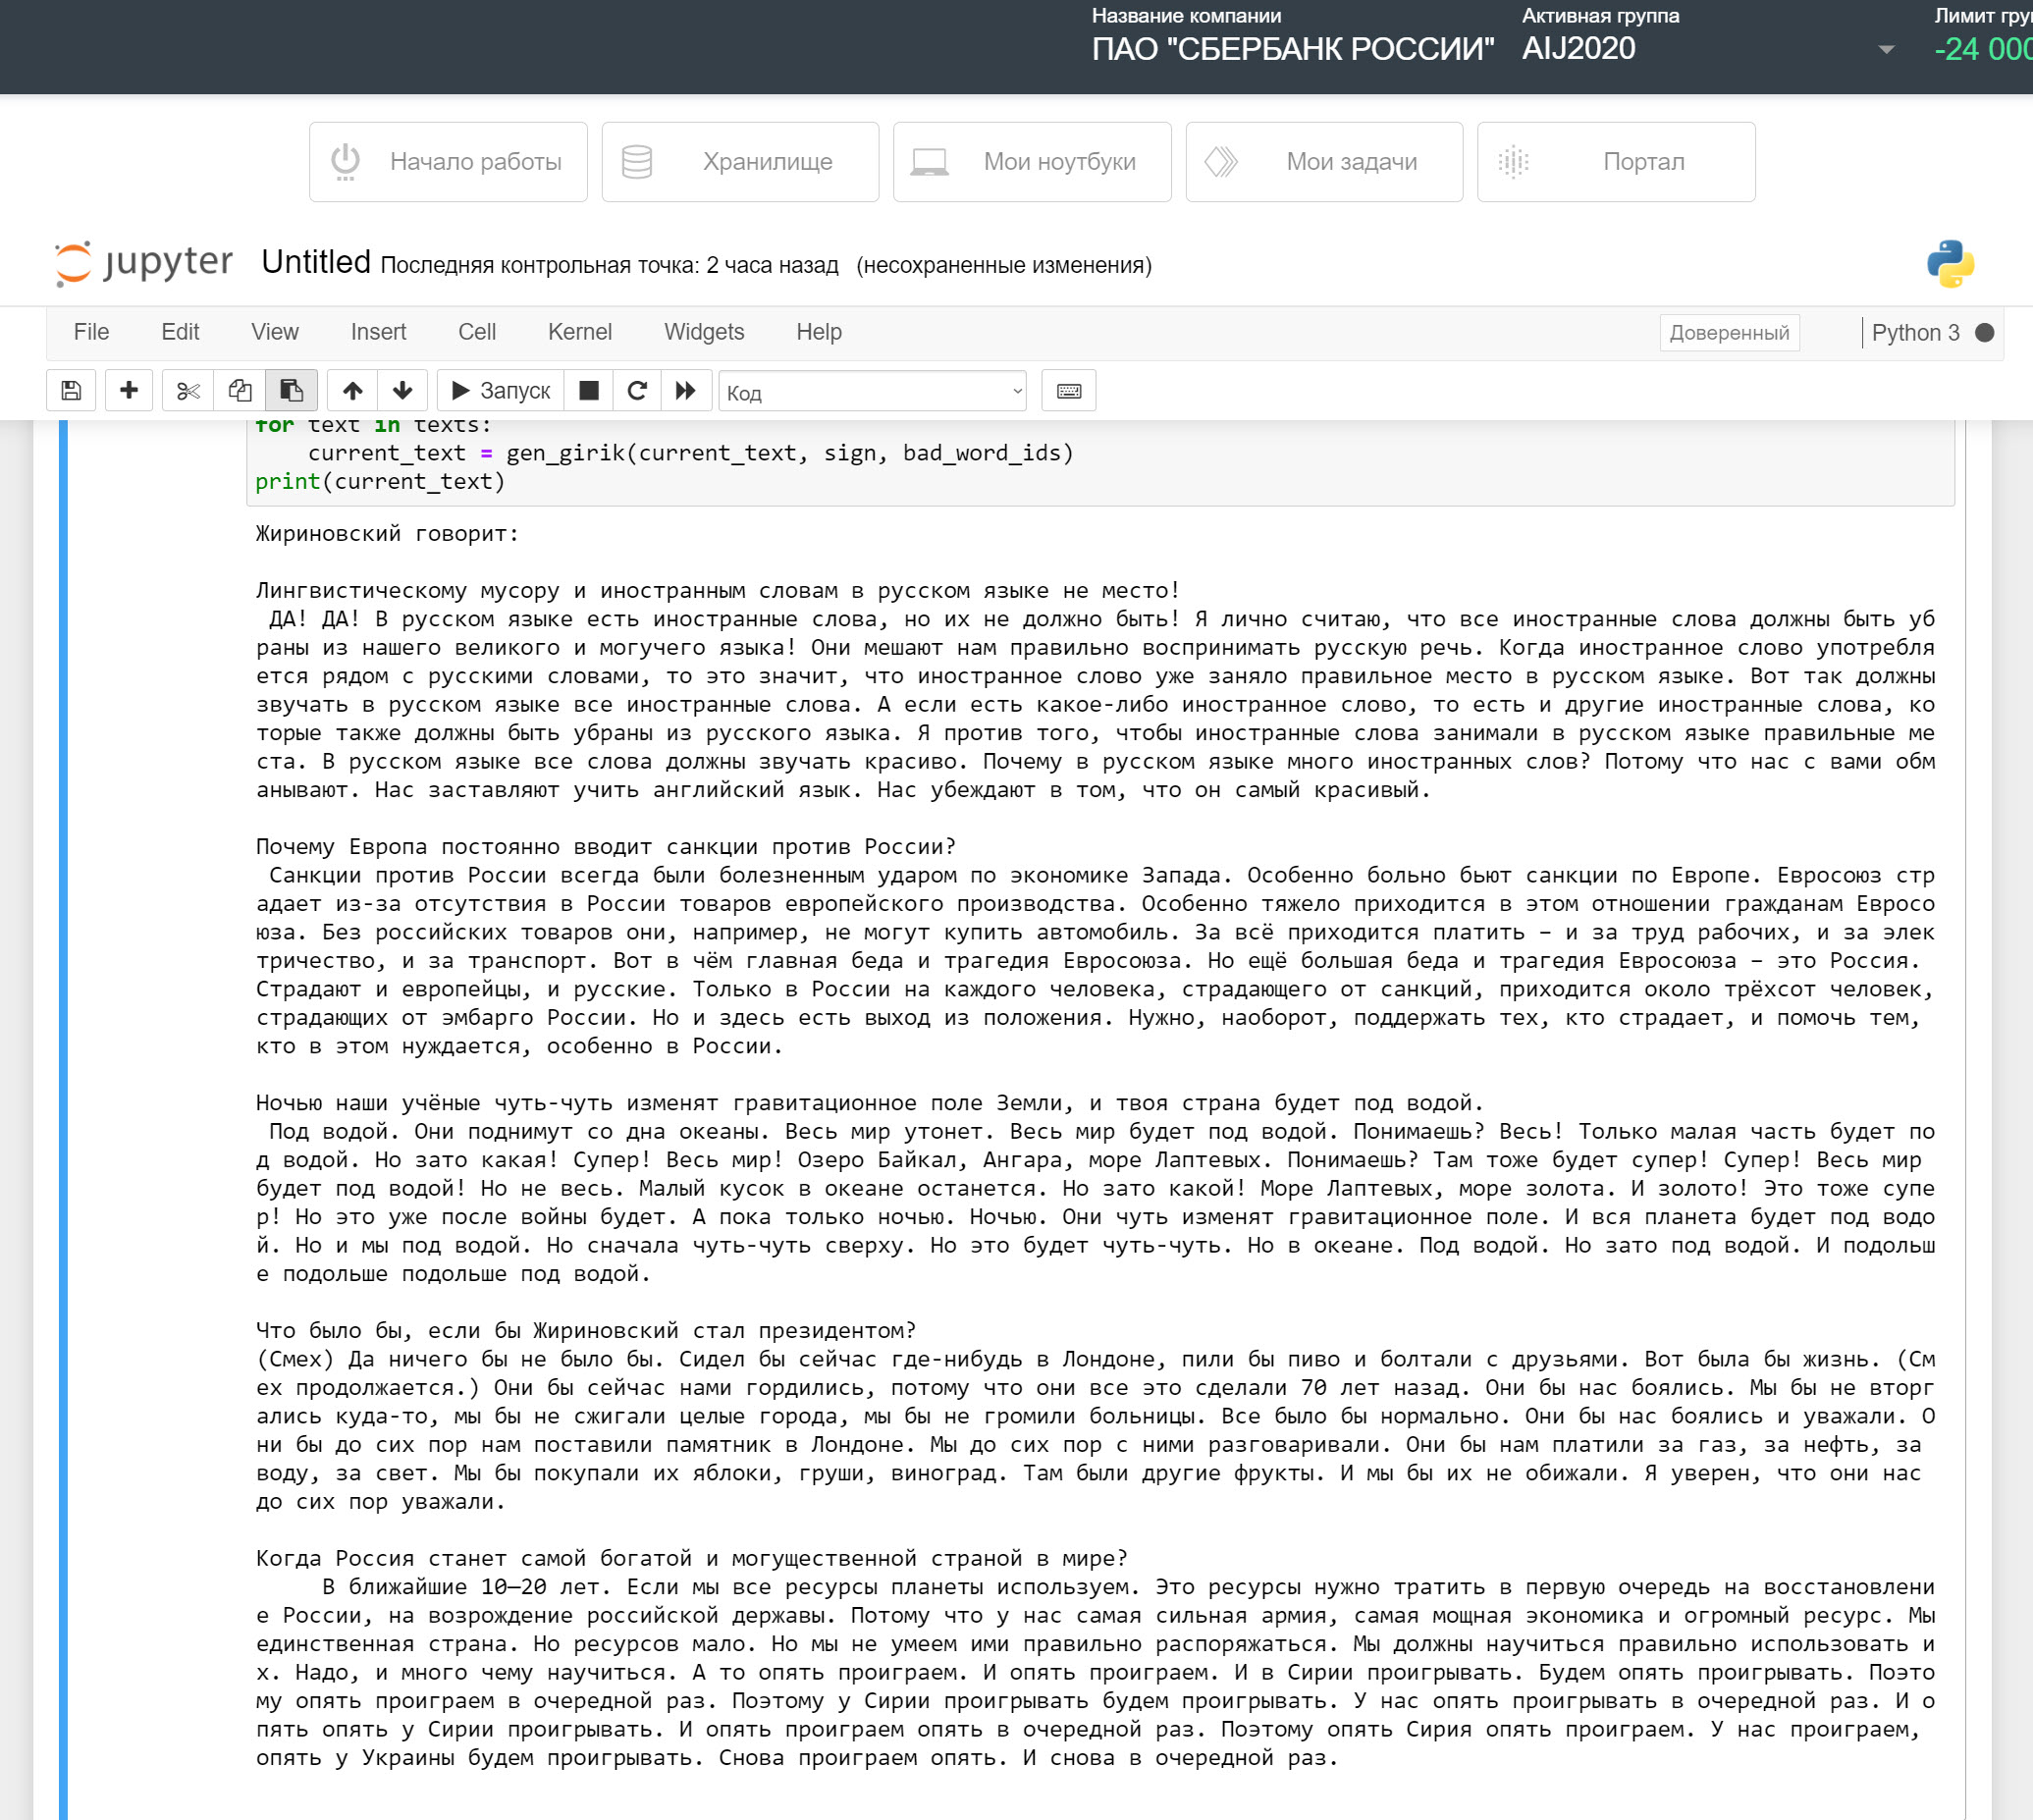 Название компании
ПАО "СБЕРБАНК РОССИИ"
Активная группа
AIJ2020
Лимит гру
-24 000
Начало работы
Хранилище
Мои ноутбуки
Мои задачи
Портал
jupyter Untitled Последняя контрольная точка: 2 часа назад (несохраненные изменения)
File Edit View Insert Cell Kernel Widgets Help Доверенный Python 3
Запуск Код
for text in texts:
current_text = gen_girik(current_text, sign, bad_word_ids)
print(current_text)
Жириновский говорит:
Лингвистическому мусору и иностранным словам в русском языке не место!
ДА! ДА! В русском языке есть иностранные слова, но их не должно быть! Я лично считаю, что все иностранные слова должны быть уб
раны из нашего великого и могучего языка! Они мешают нам правильно воспринимать русскую речь. Когда иностранное слово употребля
ется рядом с русскими словами, то это значит, что иностранное слово уже заняло правильное место в русском языке. Вот так должны
звучать в русском языке все иностранные слова. А если есть какое-либо иностранное слово, то есть и другие иностранные слова, ко
торые также должны быть убраны из русского языка. Я против того, чтобы иностранные слова занимали в русском языке правильные ме
ста. В русском языке все слова должны звучать красиво. Почему в русском языке много иностранных слов? Потому что нас с вами обм
анывают. Нас заставляют учить английский язык. Нас убеждают в том, что он самый красивый.
Почему Европа постоянно вводит санкции против России?
Санкции против России всегда были болезненным ударом по экономике Запада. Особенно больно бьют санкции по Европе. Евросоюз стр
адает из-за отсутствия в России товаров европейского производства. Особенно тяжело приходится в этом отношении гражданам Евросо
юза. Без российских товаров они, например, не могут купить автомобиль. За всё приходится платить – и за труд рабочих, и за элек
тричество, и за транспорт. Вот в чём главная беда и трагедия Евросоюза. Но ещё большая беда и трагедия Евросоюза – это Россия.
Страдают и европейцы, и русские. Только в России на каждого человека, страдающего от санкций, приходится около трёхсот человек,
страдающих от эмбарго России. Но и здесь есть выход из положения. Нужно, наоборот, поддержать тех, кто страдает, и помочь тем,
кто в этом нуждается, особенно в России.
Ночью наши учёные чуть-чуть изменят гравитационное поле Земли, и твоя страна будет под водой.
Под водой. Они поднимут со дна океаны. Весь мир утонет. Весь мир будет под водой. Понимаешь? Весь! Только малая часть будет по
д водой. Но зато какая! Супер! Весь мир! Озеро Байкал, Ангара, море Лаптевых. Понимаешь? Там тоже будет супер! Супер! Весь мир
будет под водой! Но не весь. Малый кусок в океане останется. Но зато какой! Море Лаптевых, море золота. И золото! Это тоже супе
р! Но это уже после войны будет. А пока только ночью. Ночью. Они чуть изменят гравитационное поле. И вся планета будет под водо
й. Но и мы под водой. Но сначала чуть-чуть сверху. Но это будет чуть-чуть. Но в океане. Под водой. Но зато под водой. И подольш
е подольше подольше под водой.
Что было бы, если бы Жириновский стал президентом?
(Смех) Да ничего бы не было бы. Сидел бы сейчас где-нибудь в Лондоне, пили бы пиво и болтали с друзьями. Вот была бы жизнь. (См
ех продолжается.) Они бы сейчас нами гордились, потому что они все это сделали 70 лет назад. Они бы нас боялись. Мы бы не вторг
ались куда-то, мы бы не сжигали целые города, мы бы не громили больницы. Все было бы нормально. Они бы нас боялись и уважали. О
ни бы до сих пор нам поставили памятник в Лондоне. Мы до сих пор с ними разговаривали. Они бы нам платили за газ, за нефть, за
воду, за свет. Мы бы покупали их яблоки, груши, виноград. Там были другие фрукты. И мы бы их не обижали. Я уверен, что они нас
до сих пор уважали.
Когда Россия станет самой богатой и могущественной страной в мире?
В ближайшие 10—20 лет. Если мы все ресурсы планеты используем. Это ресурсы нужно тратить в первую очередь на восстановлени
е России, на возрождение российской державы. Потому что у нас самая сильная армия, самая мощная экономика и огромный ресурс. Мы
единственная страна. Но ресурсов мало. Но мы не умеем ими правильно распоряжаться. Мы должны научиться правильно использовать и
х. Надо, и много чему научиться. А то опять проиграем. И опять проиграем. И в Сирии проигрывать. Будем опять проигрывать. Поэто
му опять проиграем в очередной раз. Поэтому у Сирии проигрывать будем проигрывать. У нас опять проигрывать в очередной раз. И о
пять опять у Сирии проигрывать. И опять проиграем опять в очередной раз. Поэтому опять Сирия опять проиграем. У нас проиграем,
опять у Украины будем проигрывать. Снова проиграем опять. И снова в очередной раз.